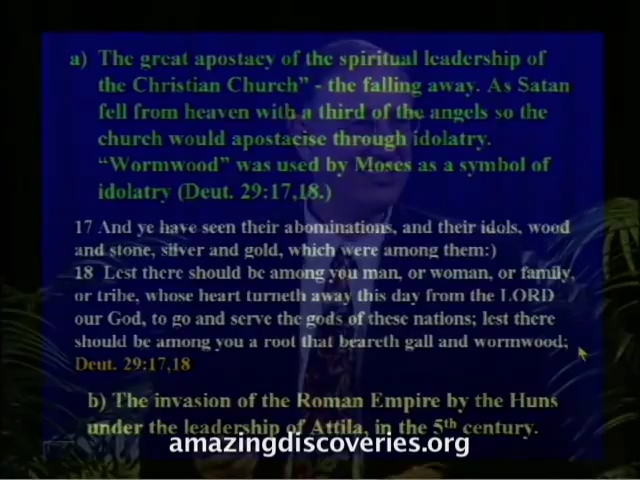 a) The great apostacy of the spiritual leadership of
the Christian Church” - the falling away. As Satan
fell from heaven with a third of the angels so the
church would apostacise through idolatry.
“Wormwood” was used by Moses as a symbol of
idolatry (Deut. 29:17,18.)
17 And ye have seen their abominations, and their idols, wood
and stone, silver and gold, which were among them:)
18 Lest there should be among you man, or woman, or family,
or tribe, whose heart turneth away this day from the LORD
our God, to go and serve the gods of these nations; lest there
should be among you a root that beareth gall and wormwood;
Deut. 29:17,18
b) The invasion of the Roman Empire by the Huns
under the leadership of Attila, in the 5th century.
amazingdiscoveries.org